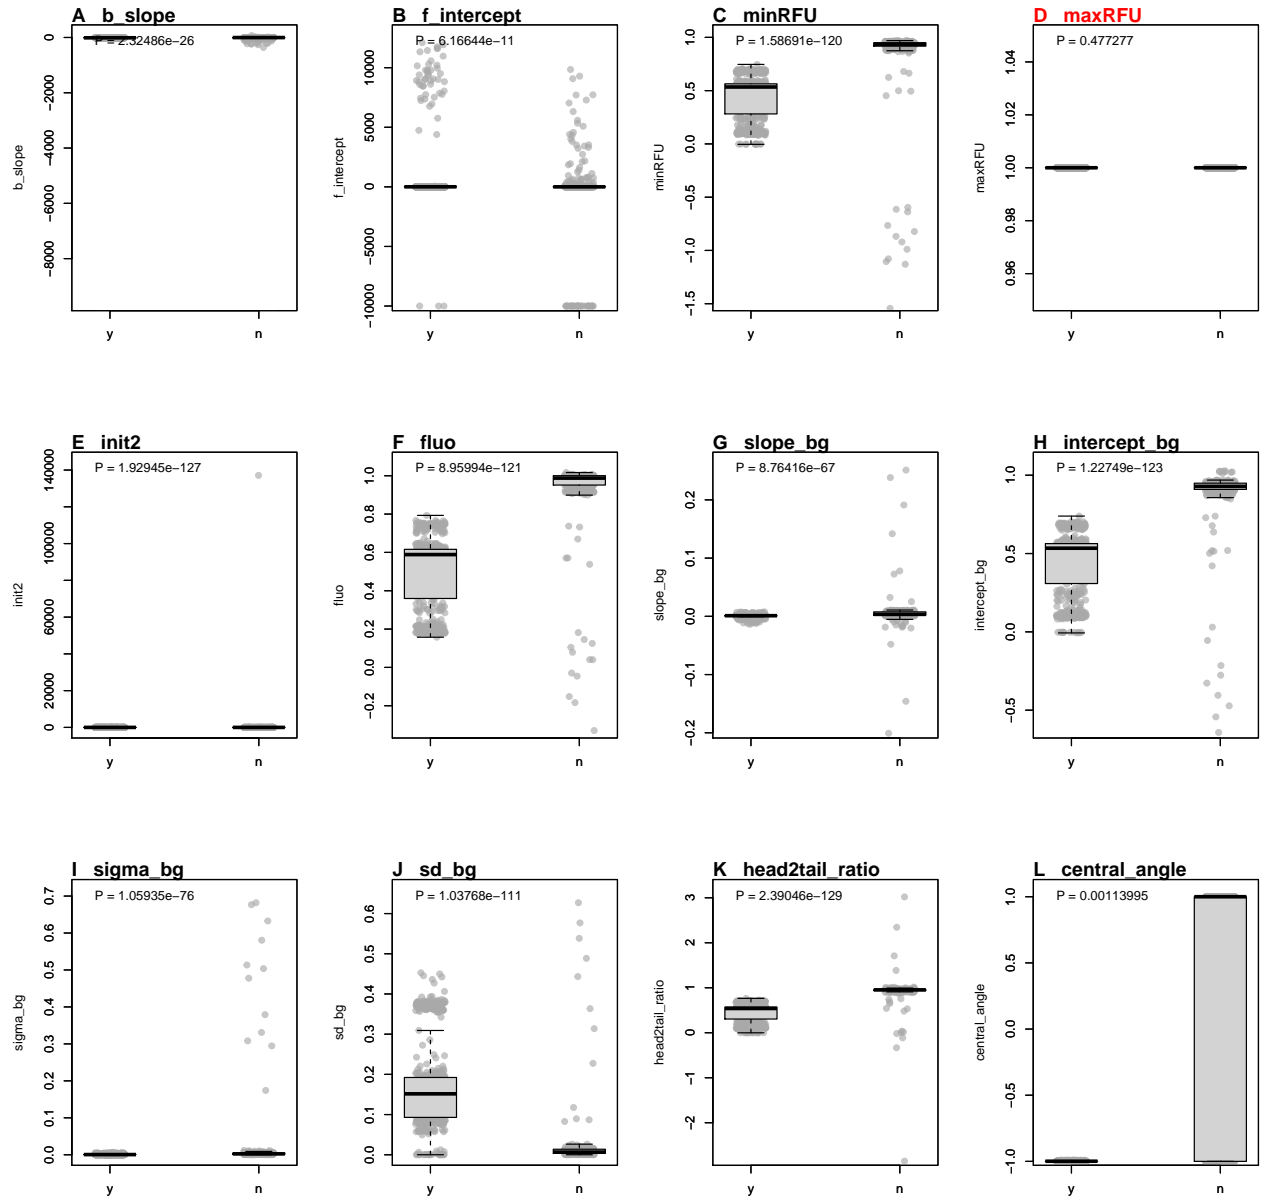 A b_slope
P = 2.32486e−26
b_slope
0
−2000
−4000
−6000
−8000
y n
B f_intercept
P = 6.16644e−11
f_intercept
10000
5000
0
−5000
−10000
y n
C minRFU
P = 1.58691e−120
minRFU
1.0
0.5
0.0
−0.5
−1.0
−1.5
y n
D maxRFU
P = 0.477277
maxRFU
1.04
1.02
1.00
0.98
0.96
y n
E init2
P = 1.92945e−127
init2
140000
100000
60000
20000
0
y n
F fluo
P = 8.95994e−121
fluo
1.0
0.8
0.6
0.4
0.2
0.0
−0.2
y n
G slope_bg
P = 8.76416e−67
slope_bg
0.2
0.1
0.0
−0.1
−0.2
y n
H intercept_bg
P = 1.22749e−123
intercept_bg
1.0
0.5
0.0
−0.5
y n
I sigma_bg
P = 1.05935e−76
sigma_bg
0.7
0.6
0.5
0.4
0.3
0.2
0.1
0.0
y n
J sd_bg
P = 1.03768e−111
sd_bg
0.6
0.5
0.4
0.3
0.2
0.1
0.0
y n
K head2tail_ratio
P = 2.39046e−129
head2tail_ratio
3
2
1
0
−1
−2
y n
L central_angle
P = 0.00113995
central_angle
1.0
0.5
0.0
−0.5
−1.0
y n